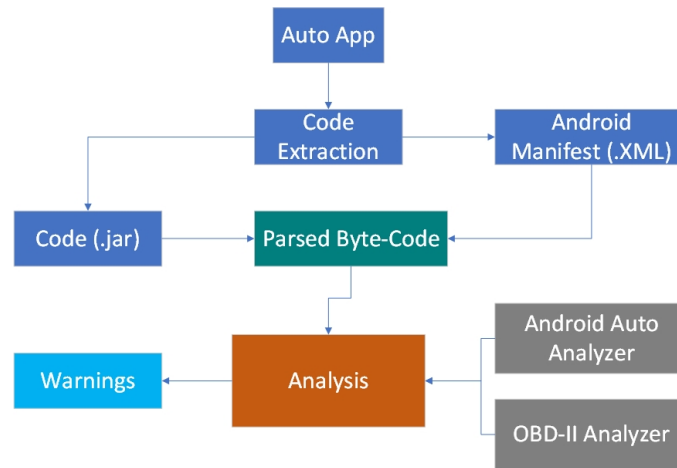 Auto App
Code
Extraction
Android
Manifest (.XML)
Code (.jar)
Parsed Byte-Code
Android Auto
Analyzer
Warnings
Analysis
OBD-II Analyzer